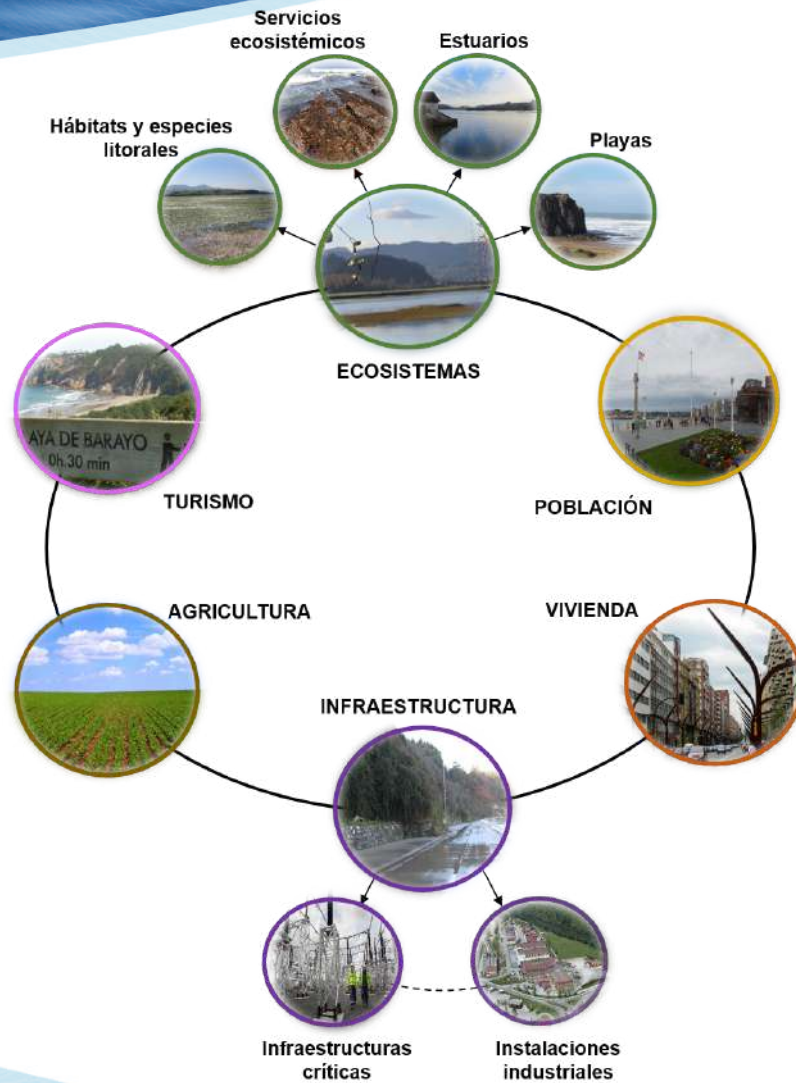 Servicios
ecosistémicos
Estuarios
Hábitats y especies
litorales
Playas
ECOSISTEMAS
AYA DE BARAYO
0h.30 min
TURISMO
POBLACIÓN
AGRICULTURA
VIVIENDA
INFRAESTRUCTURA
Infraestructuras
críticas
Instalaciones
industriales